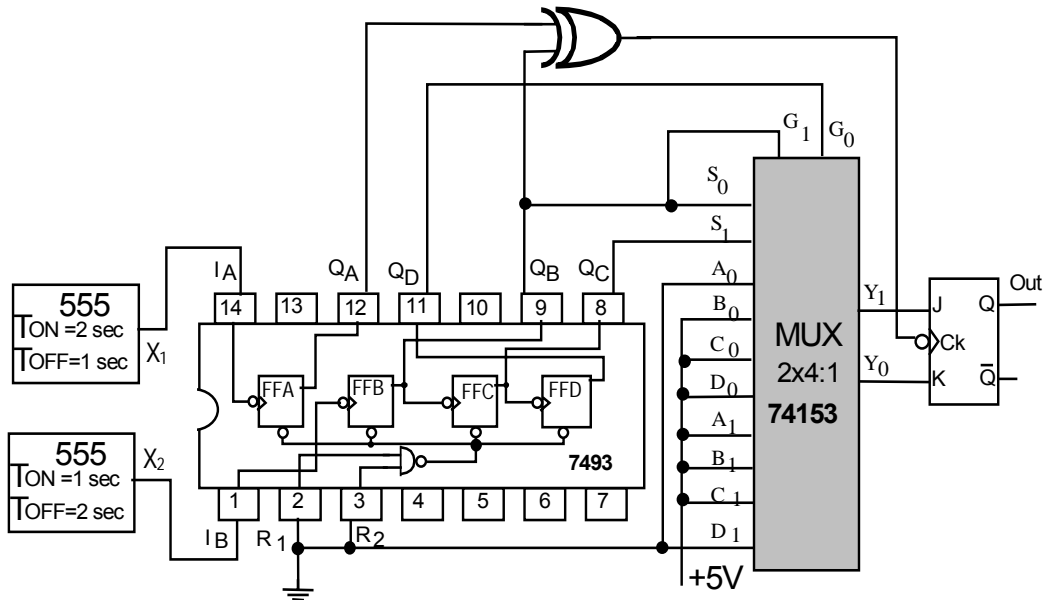 G1
G0
S0
S1
IA
QA
QD
QB
QC
A0
14
13
12
11
10
9
8
555
TON =2 sec
TOFF=1 sec
X1
B0
C0
D0
A1
B1
C1
D1
MUX
2x4:1
74153
Y1
Y0
J
Q
Out
Ck
K
Q̅
FFA
FFB
FFC
FFD
7493
555
TON =1 sec
TOFF=2 sec
X2
1
2
3
4
5
6
7
IB
R1
R2
+5V